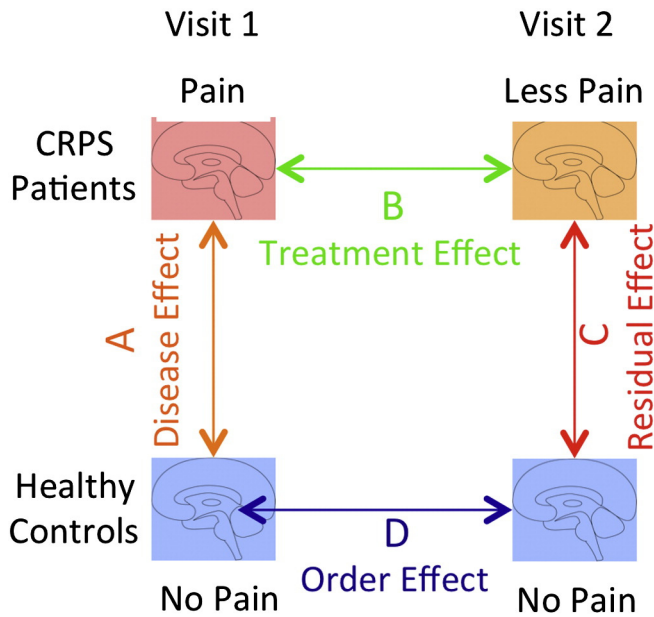 Visit 1
Visit 2
Pain
Less Pain
CRPS
Patients
B
Treatment Effect
A
Disease Effect
C
Residual Effect
Healthy
Controls
D
Order Effect
No Pain
No Pain